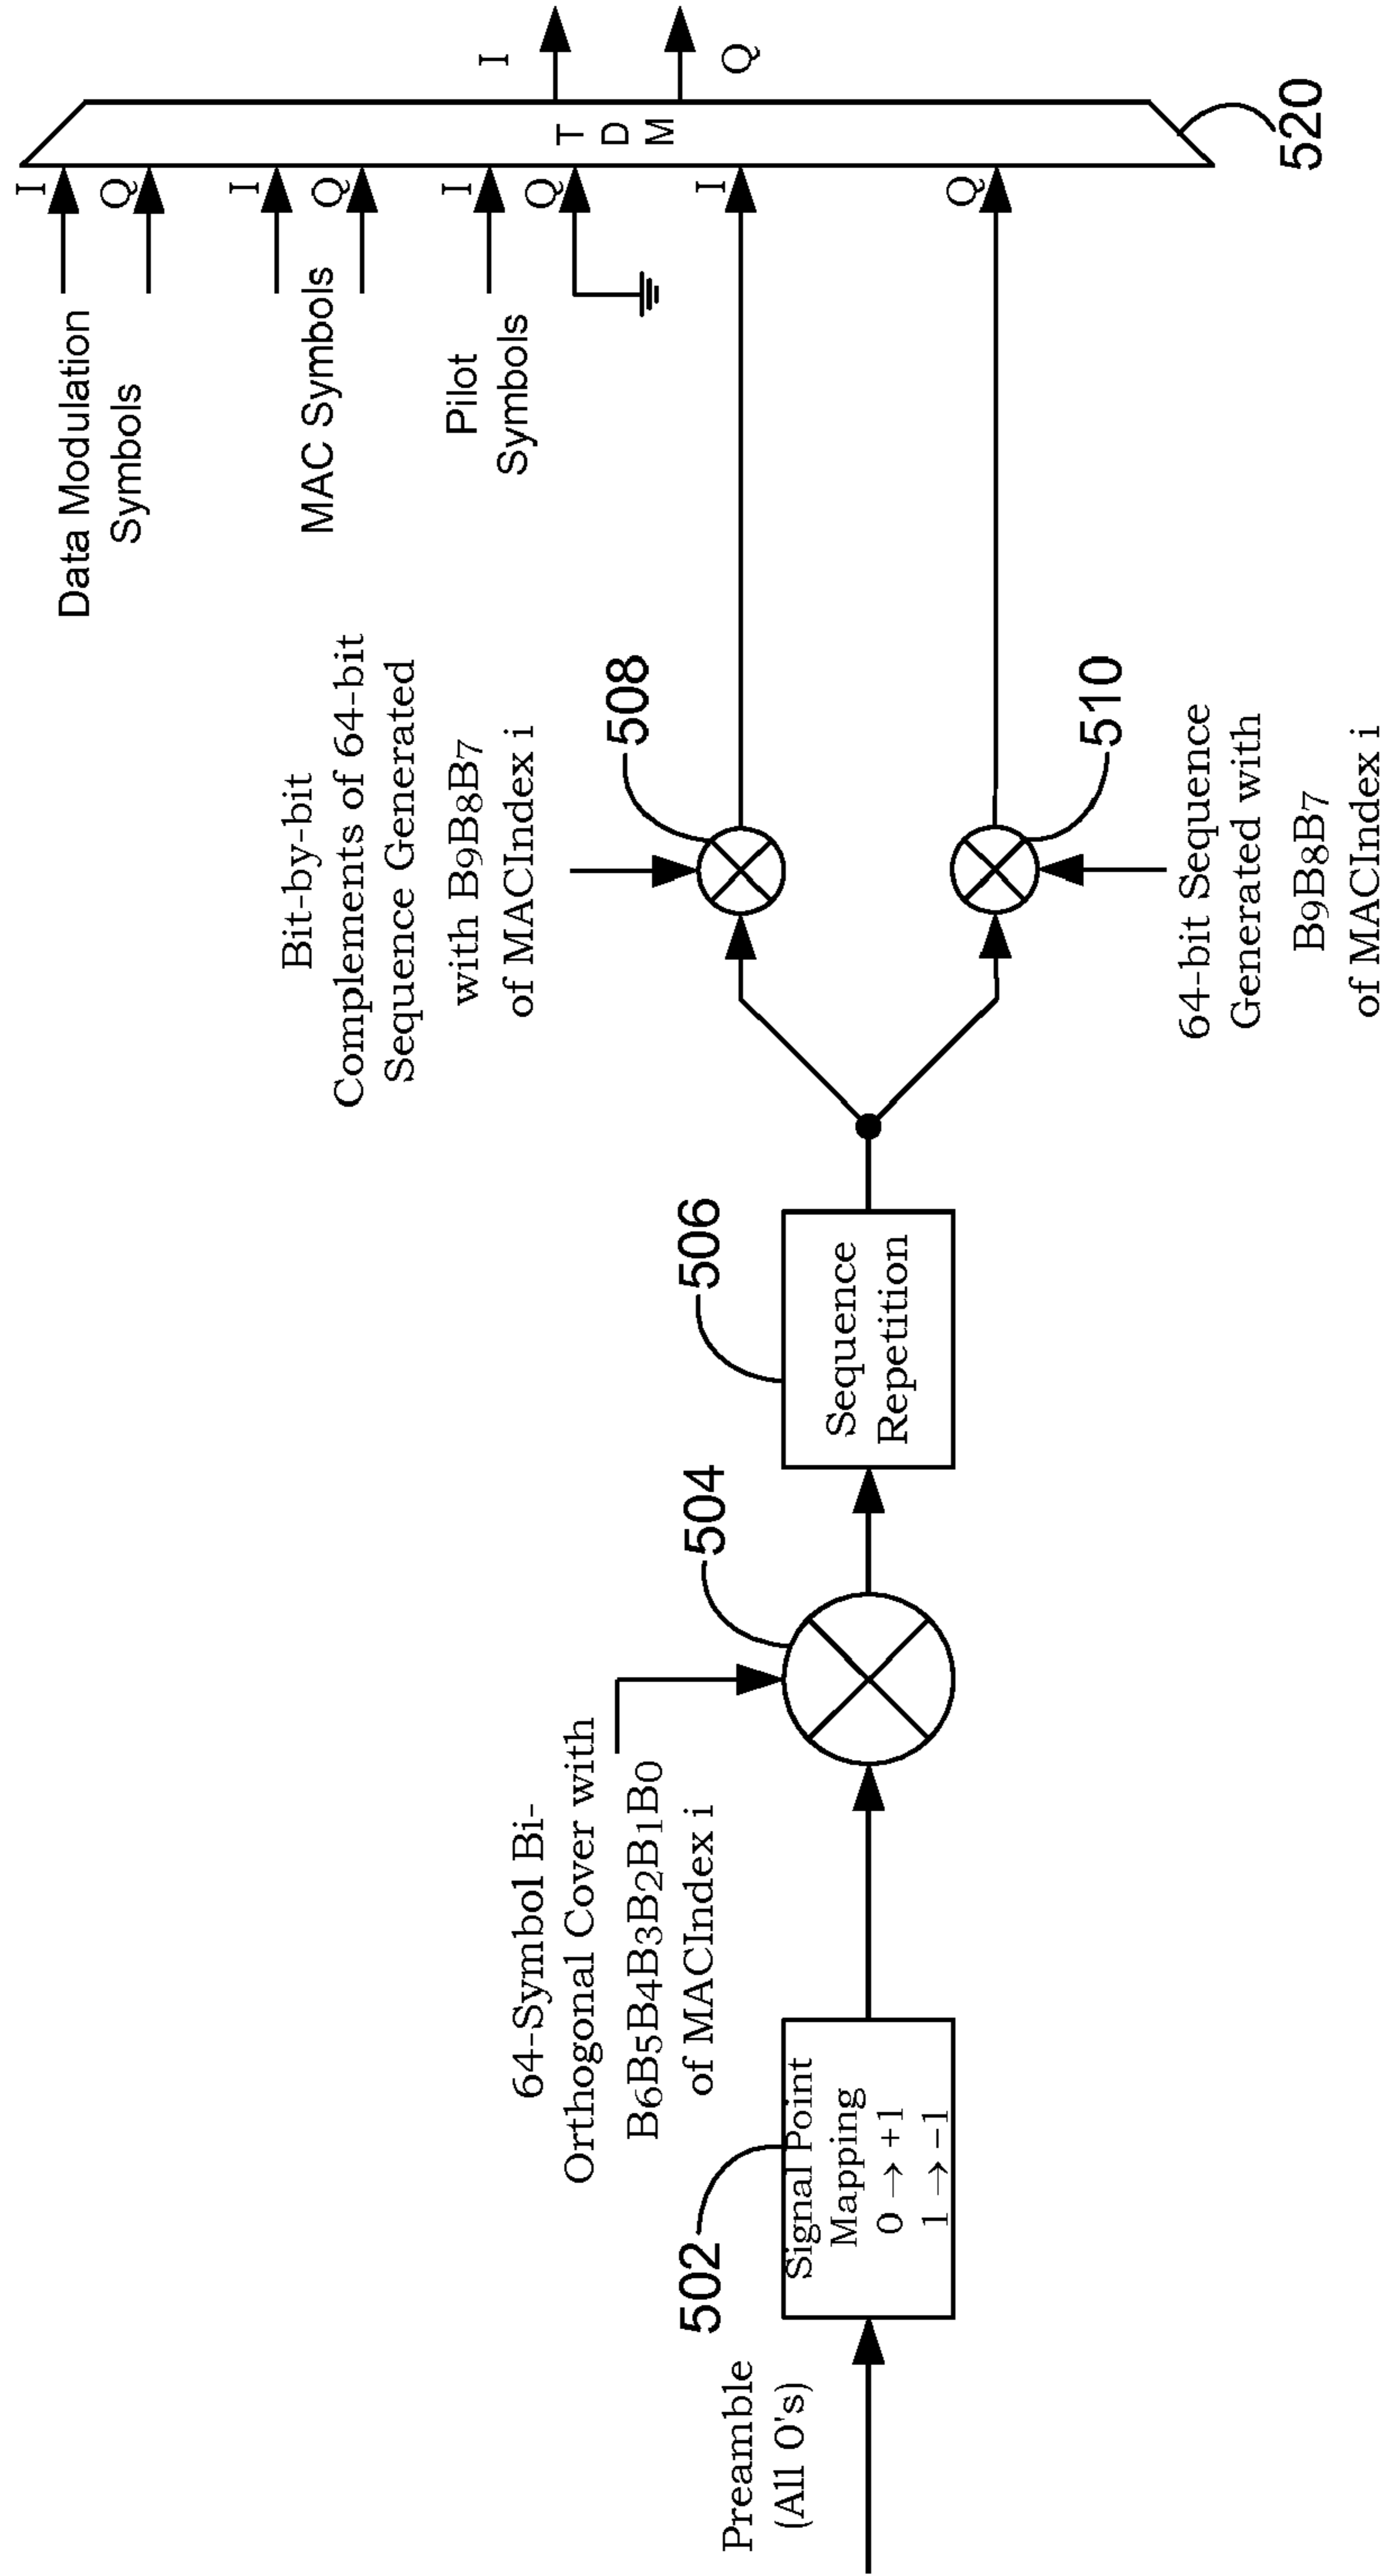 Preamble
(All 0's)
502
Signal Point
Mapping
0 → +1
1 → −1
64-Symbol Bi-
Orthogonal Cover with
B6B5B4B3B2B1B0
of MACIndex i
504
506
Sequence
Repetition
Bit-by-bit
Complements of 64-bit
Sequence Generated
with B9B8B7
of MACIndex i
508
510
64-bit Sequence
Generated with
B9B8B7
of MACIndex i
Data Modulation
Symbols
I
Q
MAC Symbols
I
Q
Pilot
Symbols
I
Q
I
Q
T
D
M
I
Q
520